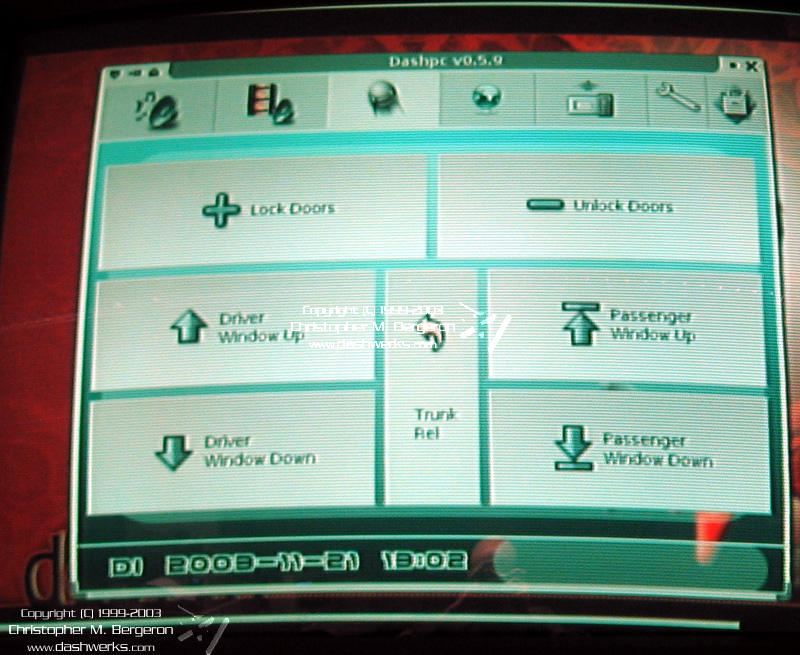 Dashpc v0.5.9
Lock Doors
Unlock Doors
Driver
Window Up
Passenger
Window Up
Trunk
Rel
Driver
Window Down
Passenger
Window Down
Copyright (C) 1999-2003
Christopher M. Bergeron
www.dashwerks.com
DI 2003-11-21 19:02
d
Copyright (C) 1999-2003
Christopher M. Bergeron
www.dashwerks.com